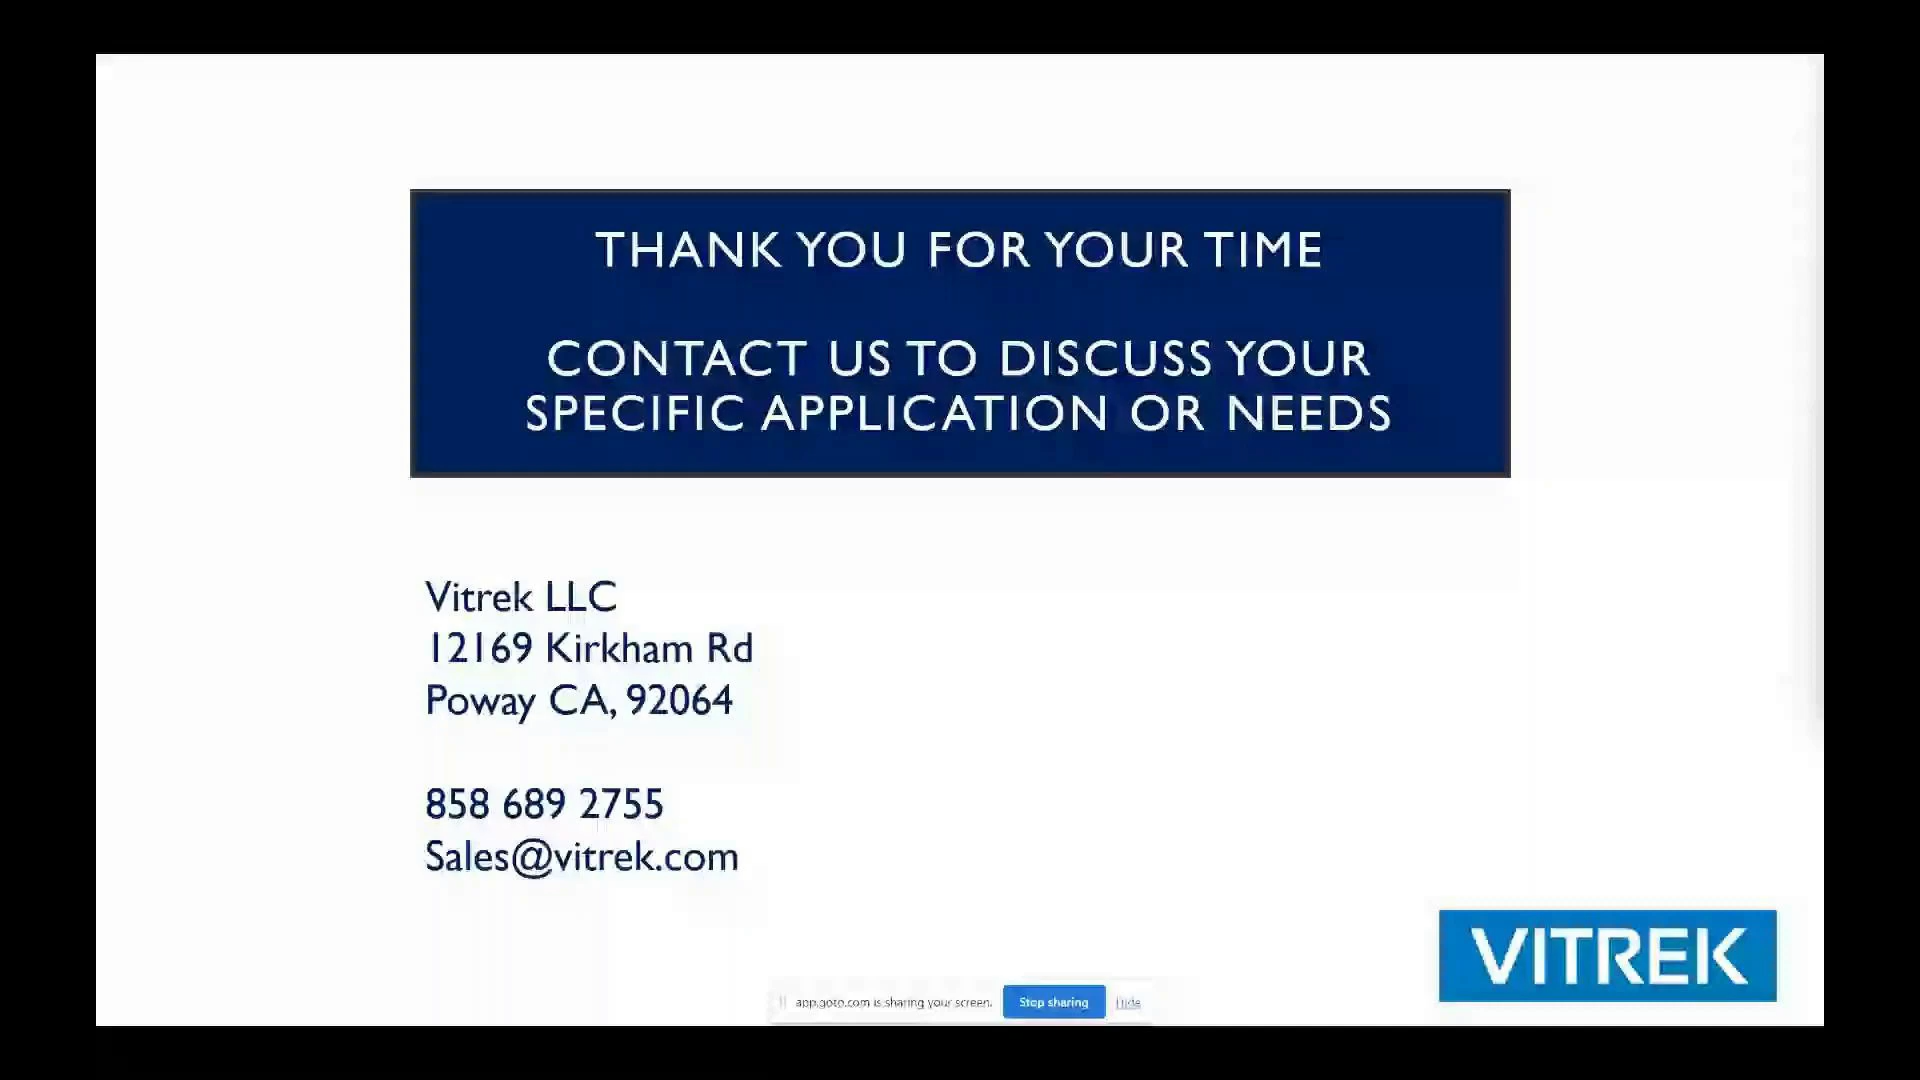 THANK YOU FOR YOUR TIME
CONTACT US TO DISCUSS YOUR
SPECIFIC APPLICATION OR NEEDS
Vitrek LLC
12169 Kirkham Rd
Poway CA, 92064
858 689 2755
Sales@vitrek.com
VITREK
app.goto.com is sharing your screen. Stop sharing Hide